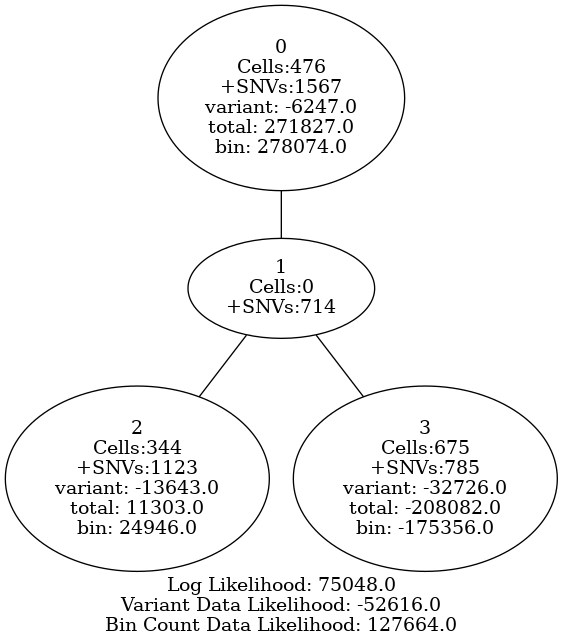 0
Cells:476
+SNVs:1567
variant: -6247.0
total: 271827.0
bin: 278074.0
1
Cells:0
+SNVs:714
2
Cells:344
+SNVs:1123
variant: -13643.0
total: 11303.0
bin: 24946.0
3
Cells:675
+SNVs:785
variant: -32726.0
total: -208082.0
bin: -175356.0
Log Likelihood: 75048.0
Variant Data Likelihood: -52616.0
Bin Count Data Likelihood: 127664.0